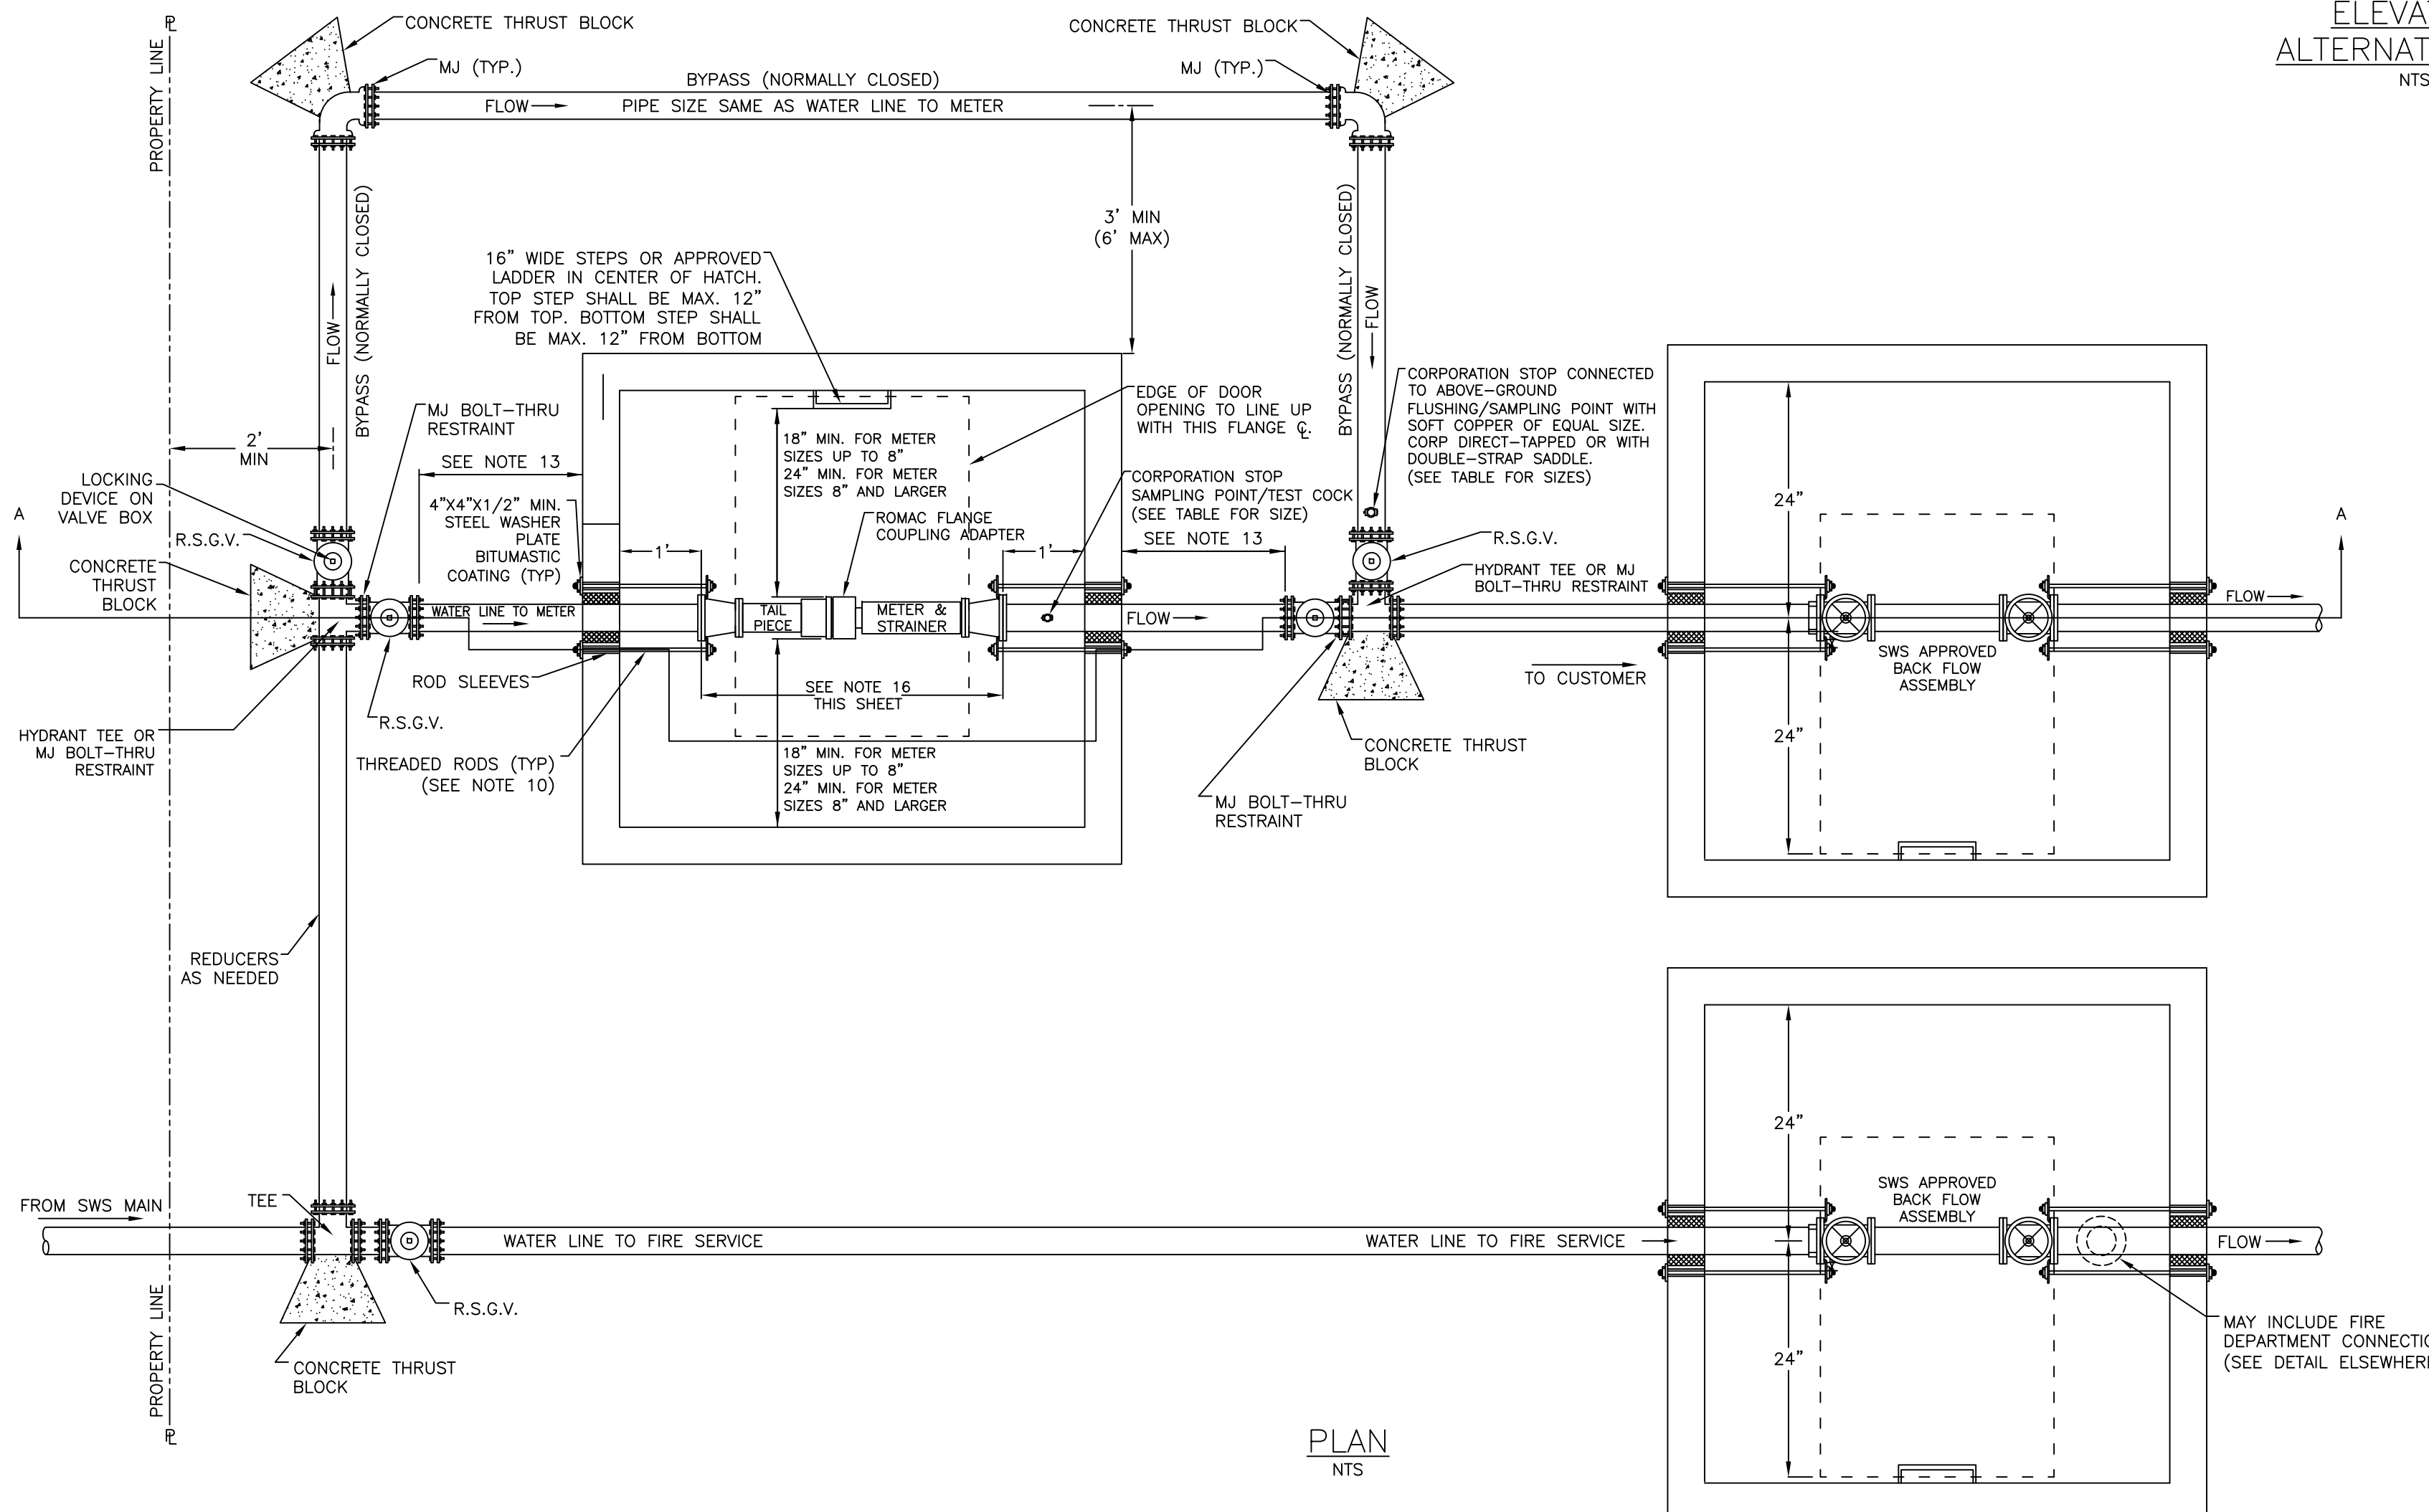 ELEVAT
ALTERNAT
NTS
PL
PROPERTY LINE
CONCRETE THRUST BLOCK
MJ (TYP.)
BYPASS (NORMALLY CLOSED)
FLOW
PIPE SIZE SAME AS WATER LINE TO METER
CONCRETE THRUST BLOCK
MJ (TYP.)
3' MIN
(6' MAX)
BYPASS (NORMALLY CLOSED)
FLOW
BYPASS (NORMALLY CLOSED)
FLOW
16" WIDE STEPS OR APPROVED
LADDER IN CENTER OF HATCH.
TOP STEP SHALL BE MAX. 12"
FROM TOP. BOTTOM STEP SHALL
BE MAX. 12" FROM BOTTOM
MJ BOLT-THRU
RESTRAINT
2'
MIN
SEE NOTE 13
LOCKING
DEVICE ON
VALVE BOX
A
R.S.G.V.
CONCRETE
THRUST
BLOCK
4"X4"X1/2" MIN.
STEEL WASHER
PLATE
BITUMASTIC
COATING (TYP)
1'
18" MIN. FOR METER
SIZES UP TO 8"
24" MIN. FOR METER
SIZES 8" AND LARGER
EDGE OF DOOR
OPENING TO LINE UP
WITH THIS FLANGE CL.
CORPORATION STOP
SAMPLING POINT/TEST COCK
(SEE TABLE FOR SIZE)
ROMAC FLANGE
COUPLING ADAPTER
1'
SEE NOTE 13
CORPORATION STOP CONNECTED
TO ABOVE-GROUND
FLUSHING/SAMPLING POINT WITH
SOFT COPPER OF EQUAL SIZE.
CORP DIRECT-TAPPED OR WITH
DOUBLE-STRAP SADDLE.
(SEE TABLE FOR SIZES)
R.S.G.V.
HYDRANT TEE OR MJ
BOLT-THRU RESTRAINT
24"
A
WATER LINE TO METER
TAIL
PIECE
METER &
STRAINER
FLOW
FLOW
SWS APPROVED
BACK FLOW
ASSEMBLY
TO CUSTOMER
ROD SLEEVES
SEE NOTE 16
THIS SHEET
R.S.G.V.
HYDRANT TEE OR
MJ BOLT-THRU
RESTRAINT
THREADED RODS (TYP)
(SEE NOTE 10)
18" MIN. FOR METER
SIZES UP TO 8"
24" MIN. FOR METER
SIZES 8" AND LARGER
CONCRETE THRUST
BLOCK
MJ BOLT-THRU
RESTRAINT
24"
REDUCERS
AS NEEDED
24"
FROM SWS MAIN
TEE
SWS APPROVED
BACK FLOW
ASSEMBLY
WATER LINE TO FIRE SERVICE
WATER LINE TO FIRE SERVICE
FLOW
R.S.G.V.
CONCRETE THRUST
BLOCK
PROPERTY LINE
PL
24"
MAY INCLUDE FIRE
DEPARTMENT CONNECTIO
(SEE DETAIL ELSEWHER
PLAN
NTS